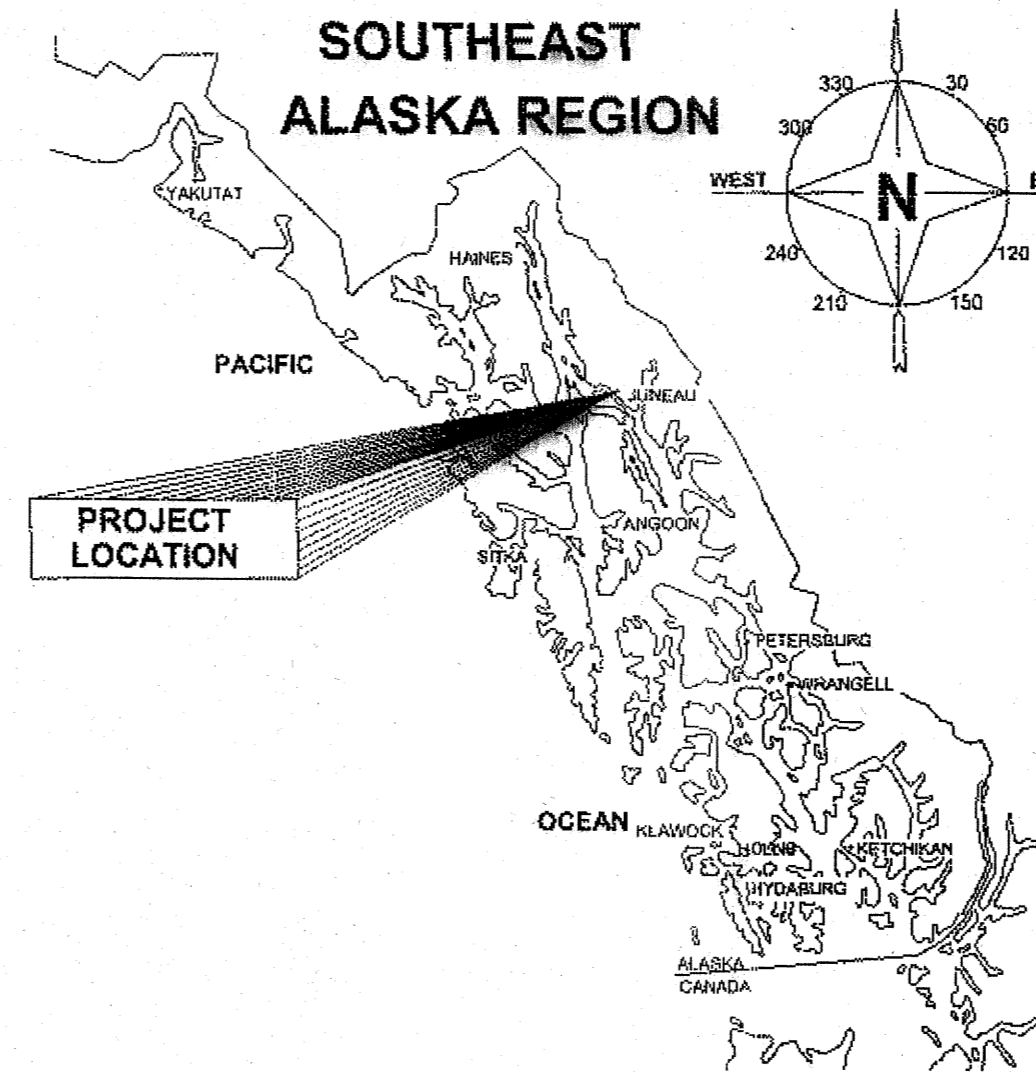 SOUTHEAST
ALASKA REGION
330
30
300
60
WEST
N
240
120
210
150
YAKUTAT
HAINES
PACIFIC
JUNEAU
PROJECT
LOCATION
ANGOON
SITKA
PETERSBURG
WRANGELL
OCEAN
KLAWOCK
KETCHIKAN
HYDABURG
ALASKA
CANADA